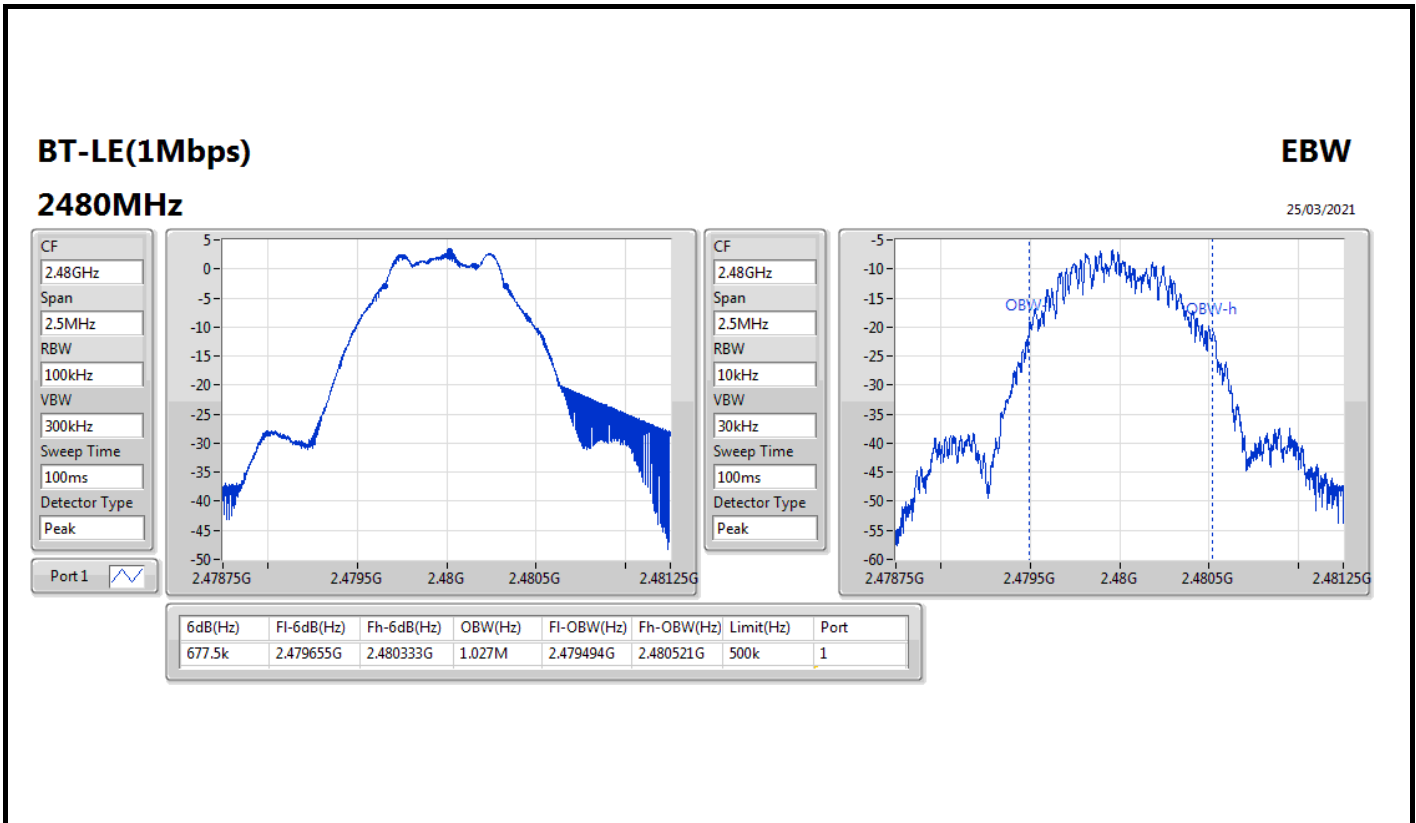 BT-LE(1Mbps)
EBW
2480MHz
25/03/2021
CF
2.48GHz
Span
2.5MHz
RBW
100kHz
VBW
300kHz
Sweep Time
100ms
Detector Type
Peak
Port 1
5
0
-5
-10
-15
-20
-25
-30
-35
-40
-45
-50
2.47875G 2.4795G 2.48G 2.4805G 2.48125G
CF
2.48GHz
Span
2.5MHz
RBW
10kHz
VBW
30kHz
Sweep Time
100ms
Detector Type
Peak
-5
-10
-15
-20
-25
-30
-35
-40
-45
-50
-55
-60
OBW-
OBW-h
2.47875G 2.4795G 2.48G 2.4805G 2.48125G
6dB(Hz) Fl-6dB(Hz) Fh-6dB(Hz) OBW(Hz) Fl-OBW(Hz) Fh-OBW(Hz) Limit(Hz) Port
677.5k 2.479655G 2.480333G 1.027M 2.479494G 2.480521G 500k 1